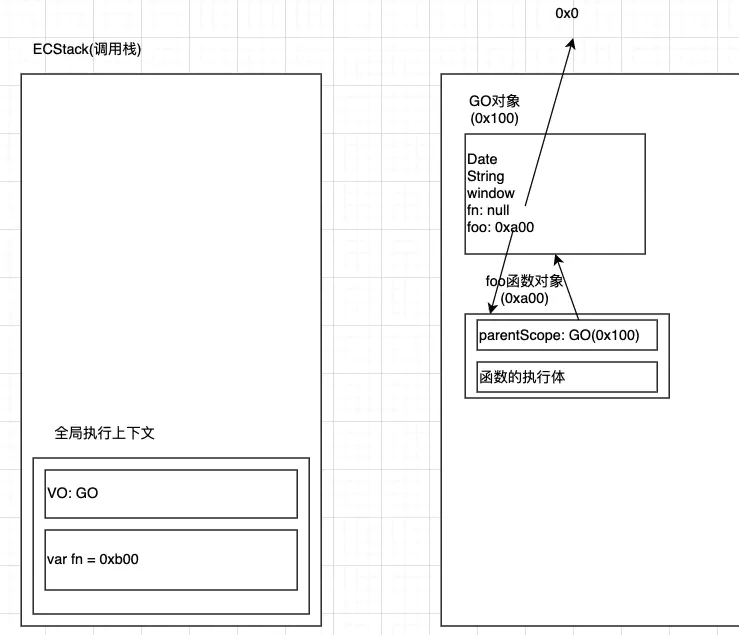 0x0
ECStack(调用栈)
GO对象
(0x100)
Date
String
window
fn: null
foo: 0xa00
foo函数对象
(0xa00)
parentScope: GO(0x100)
函数的执行体
全局执行上下文
VO: GO
var fn = 0xb00